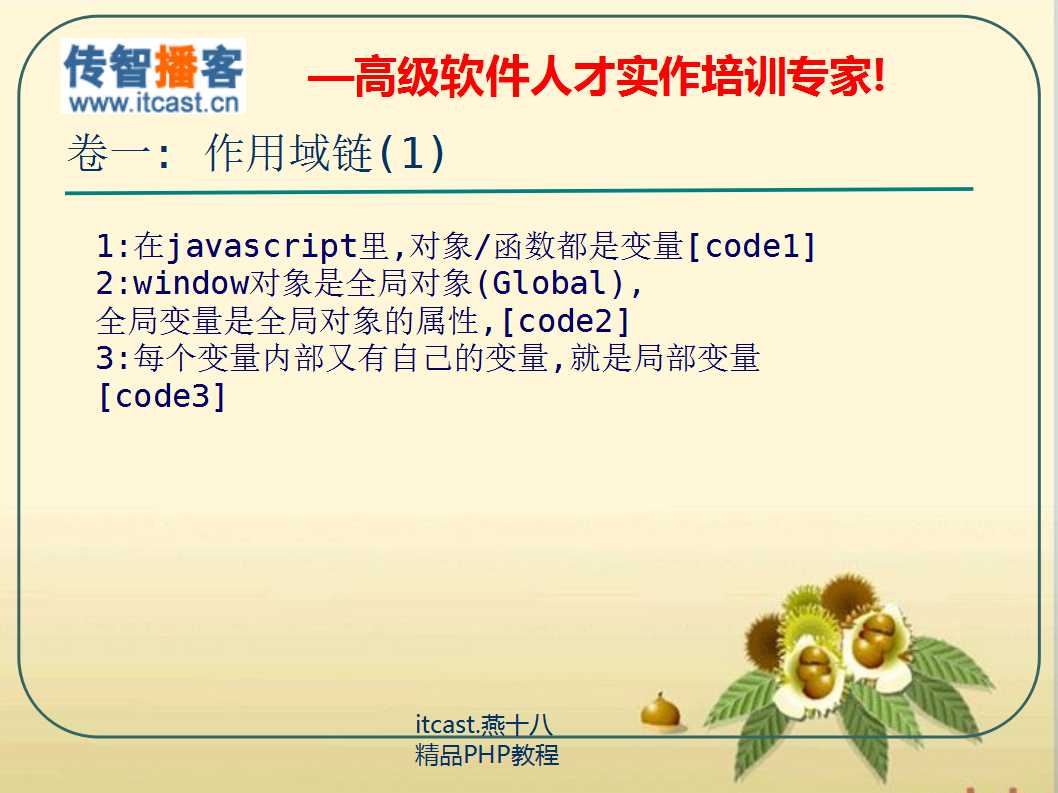 传智播客
www.itcast.cn
—高级软件人才实作培训专家!
卷一: 作用域链(1)
1:在javascript里,对象/函数都是变量[code1]
2:window对象是全局对象(Global),
全局变量是全局对象的属性,[code2]
3:每个变量内部又有自己的变量,就是局部变量
[code3]
itcast.燕十八
精品PHP教程